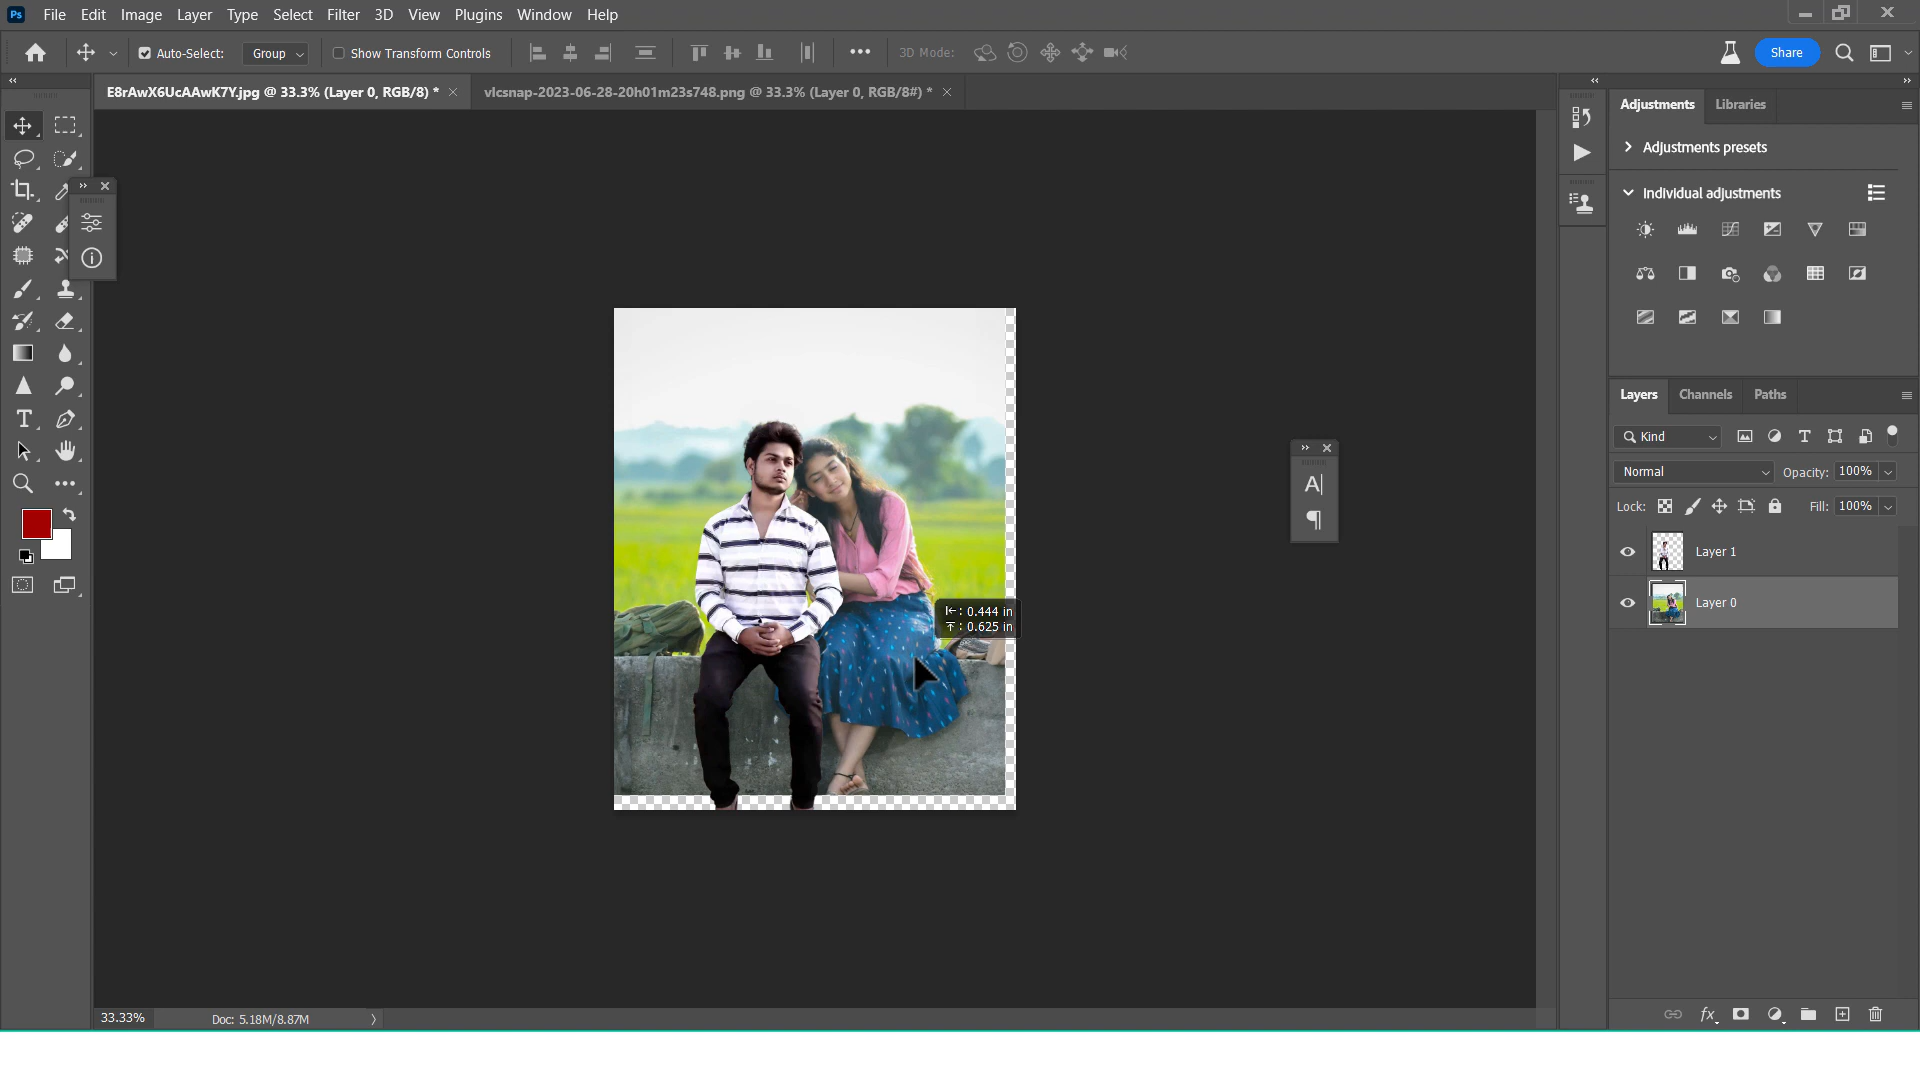 Ps File Edit Image Layer Type Select Filter 3D View Plugins Window Help
Auto-Select: Group Show Transform Controls 3D Mode: Share
E8rAwX6UcAAwK7Y.jpg @ 33.3% (Layer 0, RGB/8) * vlcsnap-2023-06-28-20h01m23s748.png @ 33.3% (Layer 0, RGB/8#) *
Adjustments Libraries
Adjustments presets
Individual adjustments
Layers Channels Paths
Kind
Normal Opacity: 100%
Lock: Fill: 100%
Layer 1
Layer 0
: 0.444 in
: 0.625 in
33.33% Doc: 5.18M/8.87M